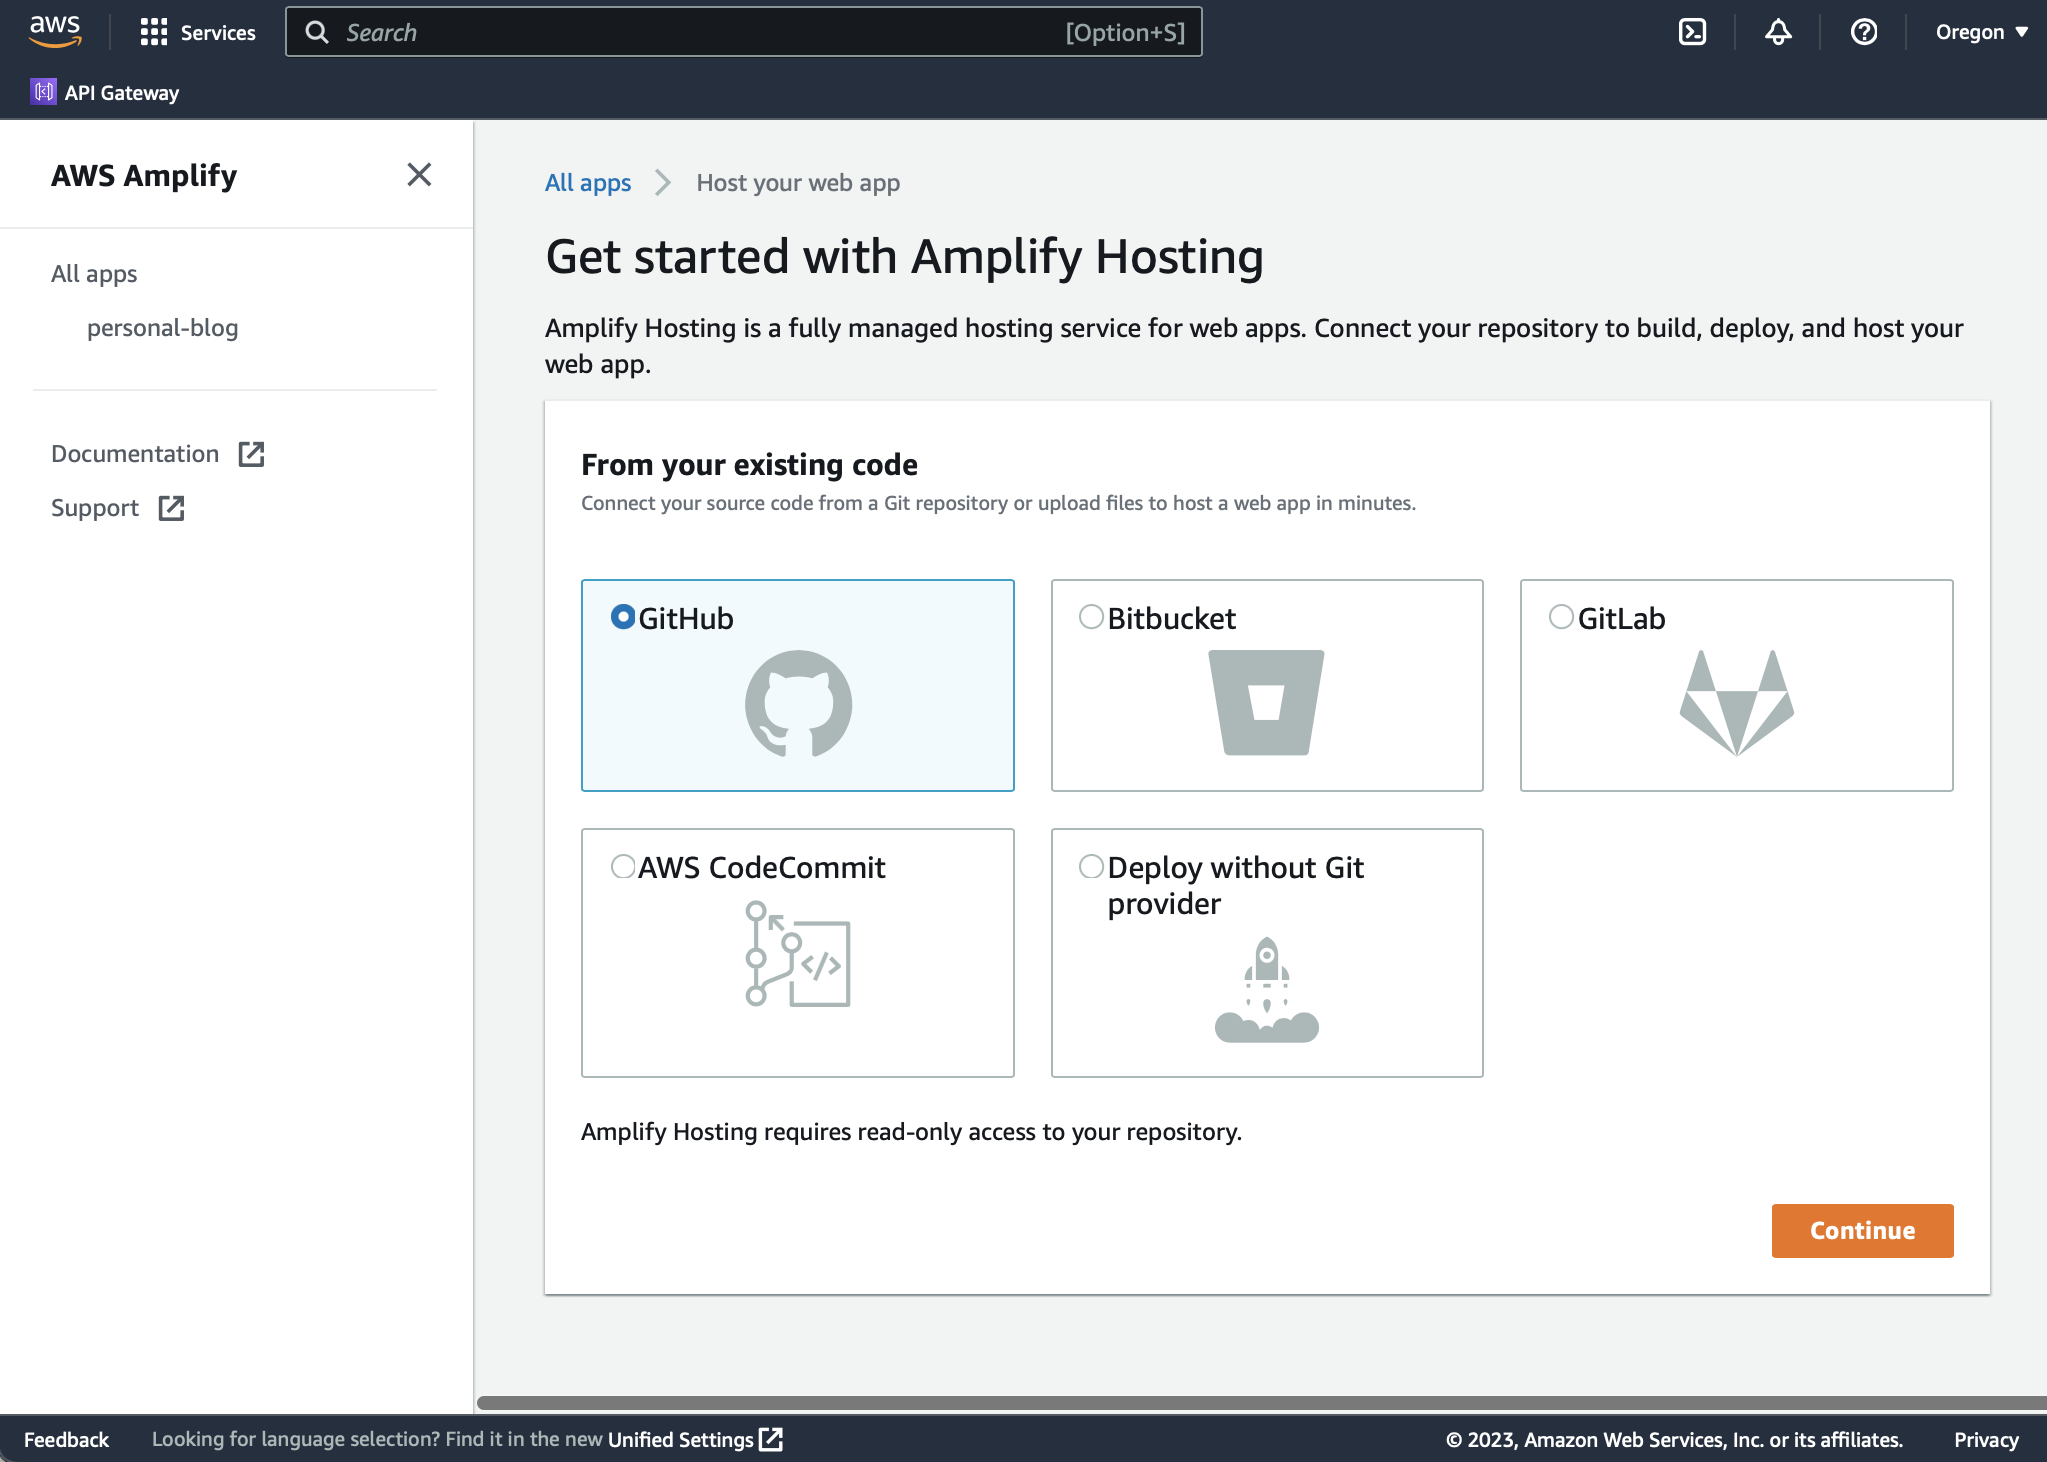 aws
Services
Search
[Option+S]
Oregon
API Gateway
AWS Amplify
All apps
personal-blog
Documentation
Support
All apps
Host your web app
Get started with Amplify Hosting
Amplify Hosting is a fully managed hosting service for web apps. Connect your repository to build, deploy, and host your
web app.
From your existing code
Connect your source code from a Git repository or upload files to host a web app in minutes.
GitHub
Bitbucket
GitLab
AWS CodeCommit
Deploy without Git
provider
Amplify Hosting requires read-only access to your repository.
Continue
Feedback
Looking for language selection? Find it in the new Unified Settings
© 2023, Amazon Web Services, Inc. or its affiliates.
Privacy